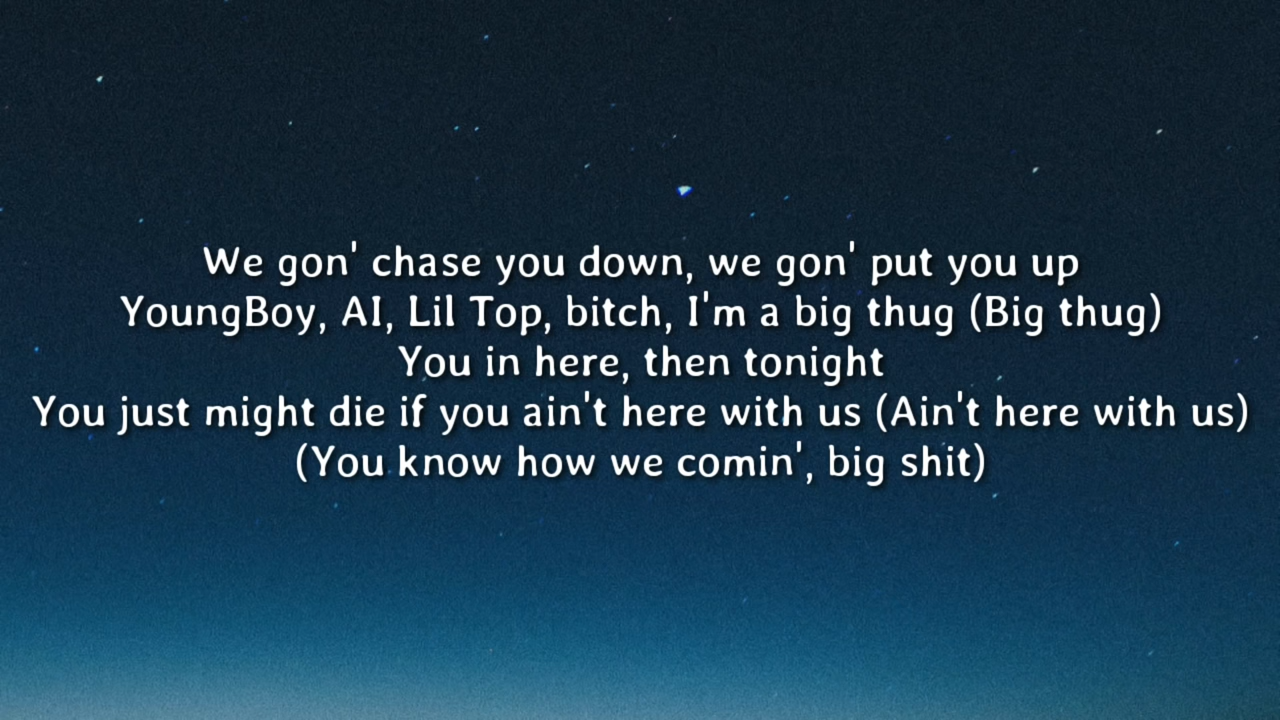 We gon' chase you down, we gon' put you up
YoungBoy, AI, Lil Top, bitch, I'm a big thug (Big thug)
You in here, then tonight
You just might die if you ain't here with us (Ain't here with us)
(You know how we comin', big shit)